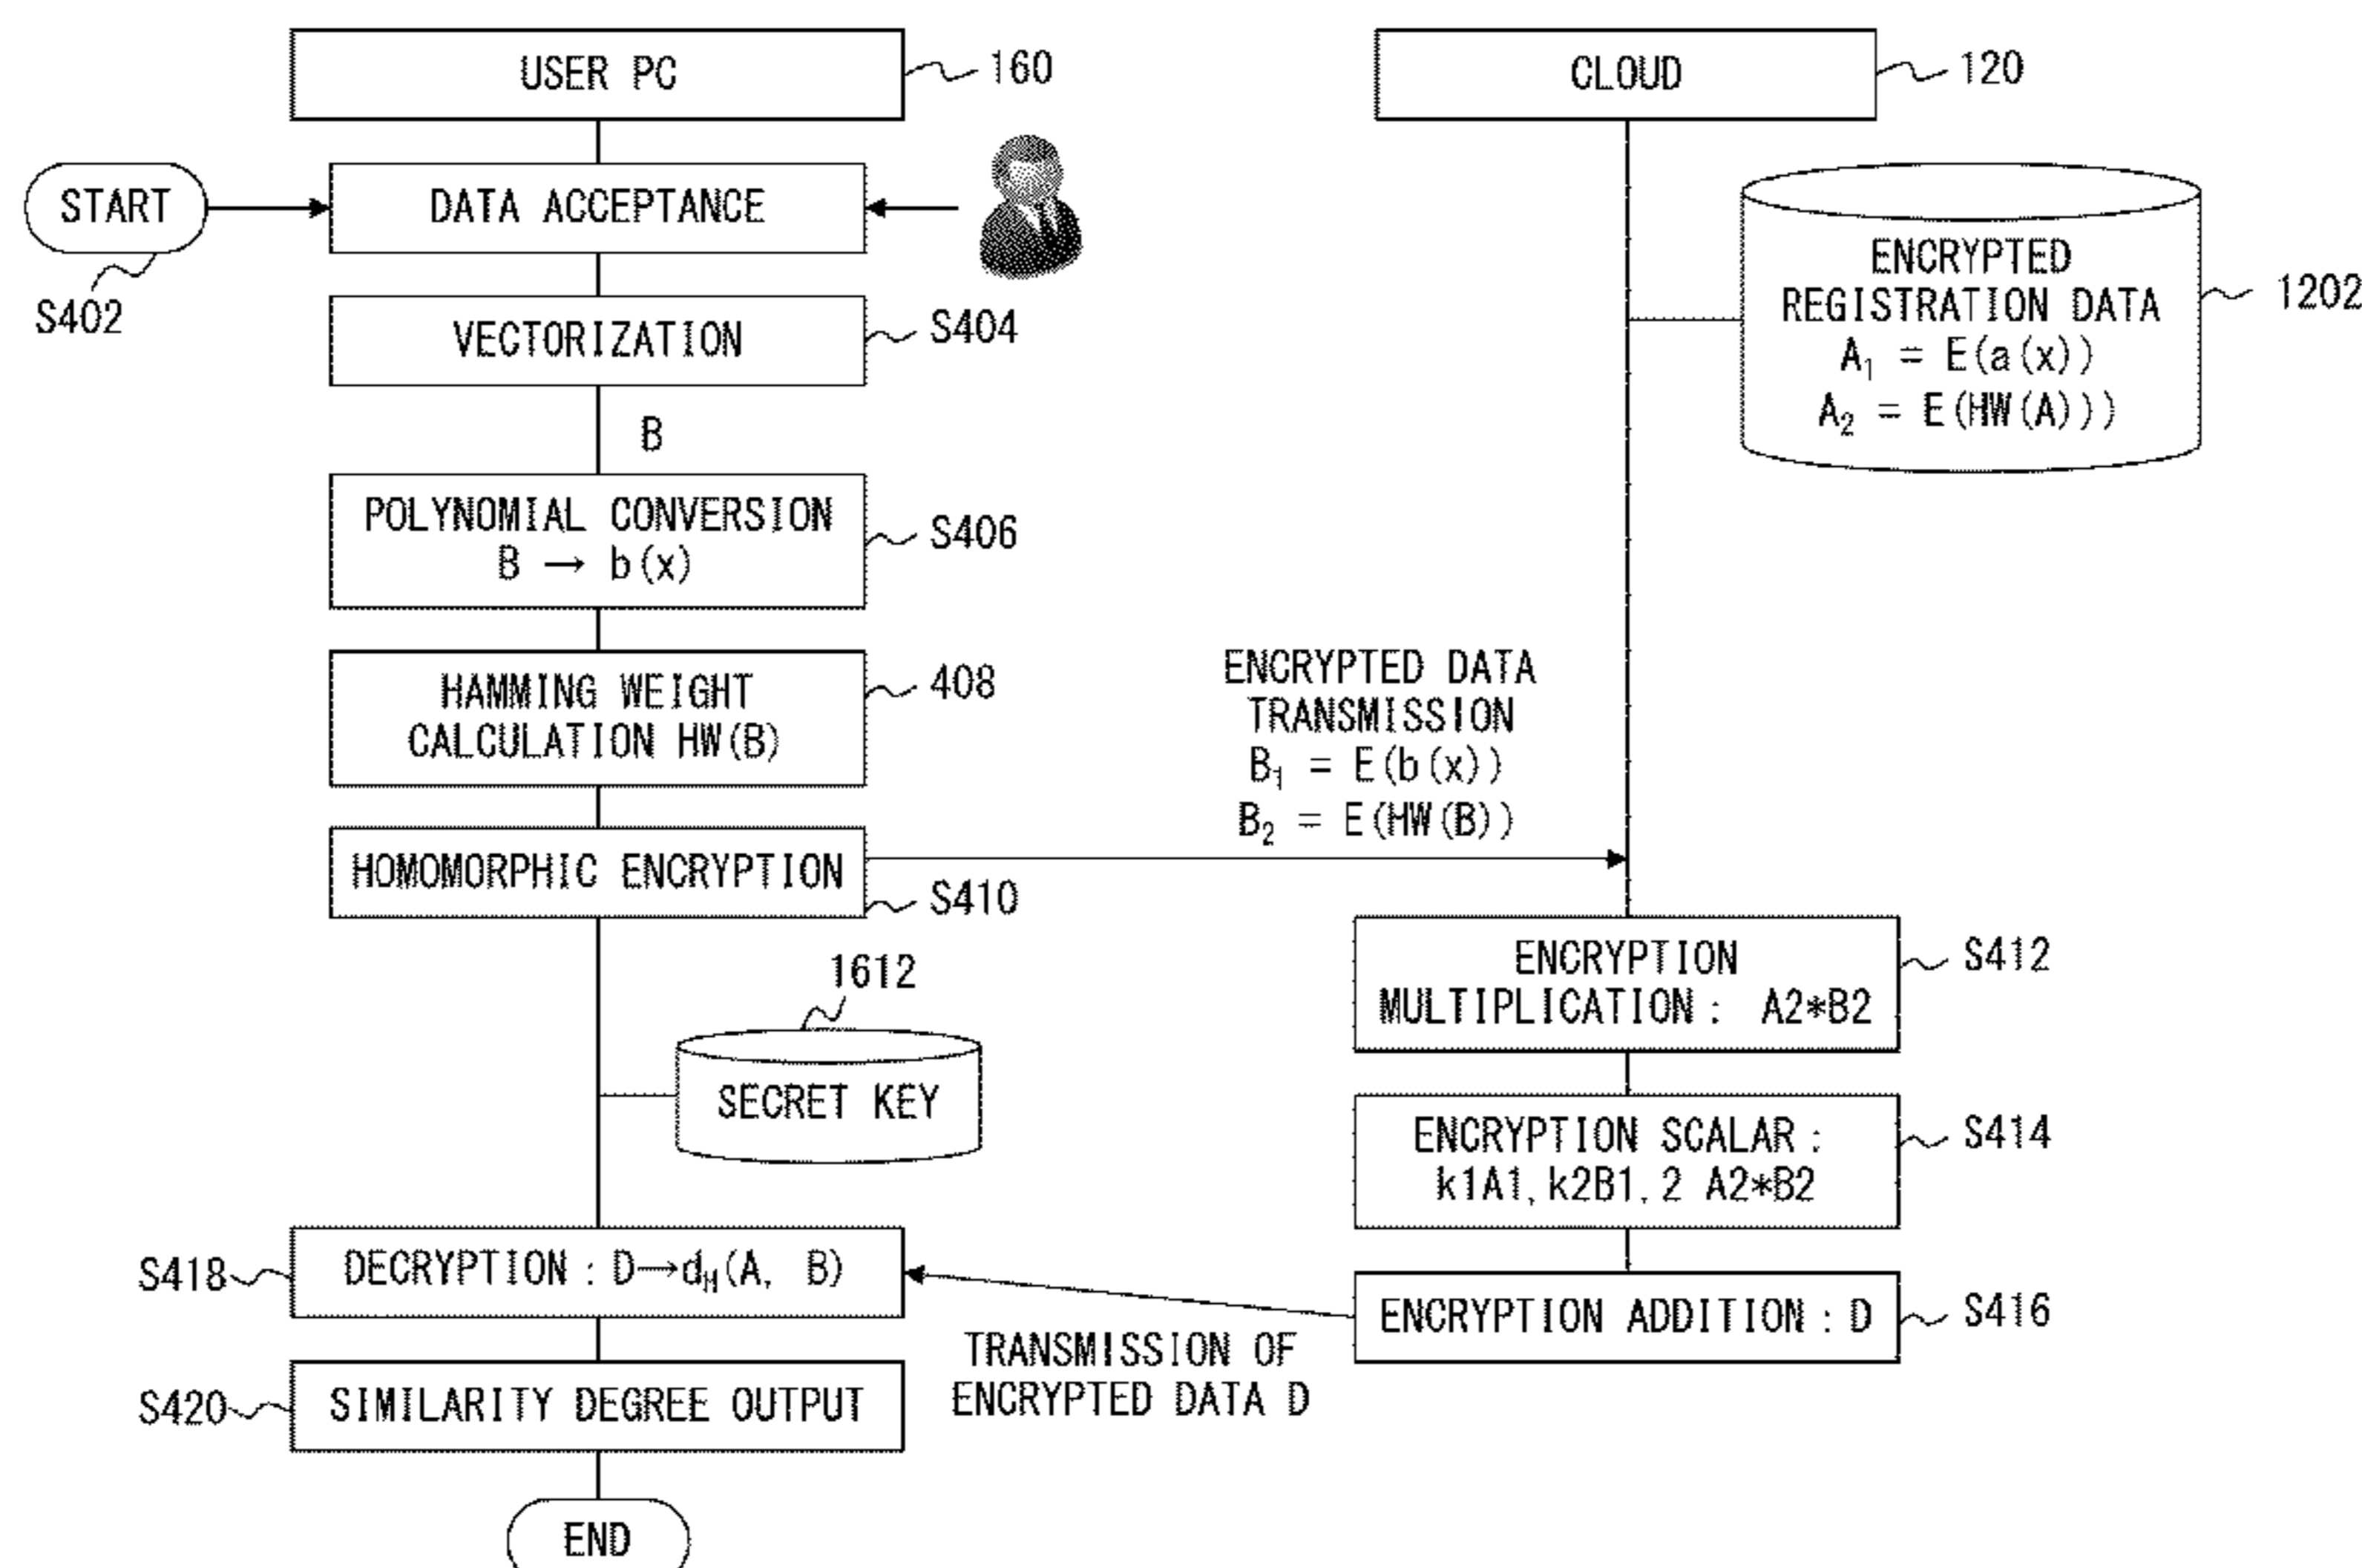 USER PC
160
CLOUD
120
START
S402
DATA ACCEPTANCE
ENCRYPTED
REGISTRATION DATA
A₁ = E(a(x))
A₂ = E(HW(A)))
1202
VECTORIZATION
S404
B
POLYNOMIAL CONVERSION
B → b(x)
S406
HAMMING WEIGHT
CALCULATION HW(B)
408
ENCRYPTED DATA
TRANSMISSION
B₁ = E(b(x))
B₂ = E(HW(B))
HOMOMORPHIC ENCRYPTION
S410
1612
SECRET KEY
ENCRYPTION
MULTIPLICATION : A2*B2
S412
ENCRYPTION SCALAR :
k1A1, k2B1, 2 A2*B2
S414
S418
DECRYPTION : D→d_H(A, B)
ENCRYPTION ADDITION : D
S416
TRANSMISSION OF
ENCRYPTED DATA D
S420
SIMILARITY DEGREE OUTPUT
END